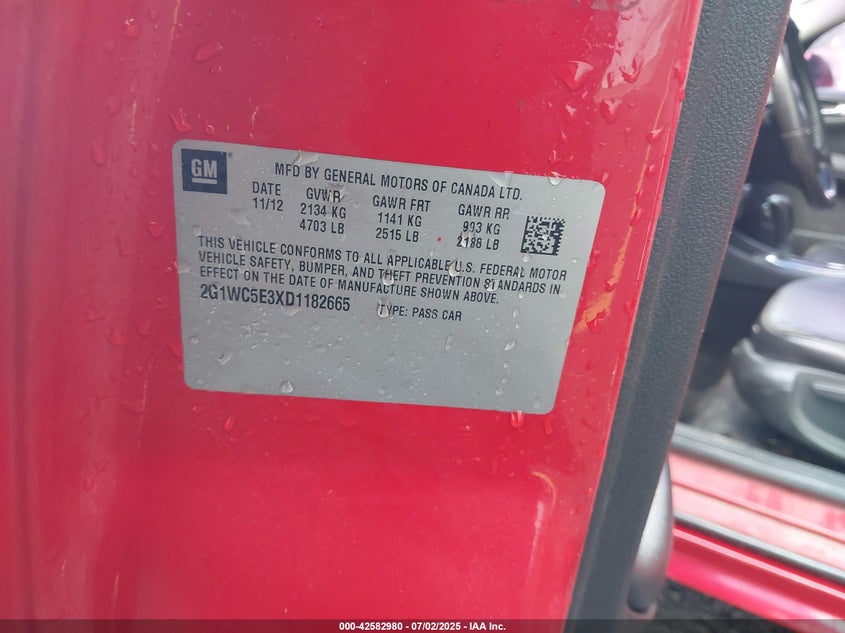 GM
MFD BY GENERAL MOTORS OF CANADA LTD.
DATE GVWR GAWR FRT GAWR RR
11/12 2134 KG 1141 KG 993 KG
4703 LB 2515 LB 2188 LB
THIS VEHICLE CONFORMS TO ALL APPLICABLE U.S. FEDERAL MOTOR
VEHICLE SAFETY, BUMPER, AND THEFT PREVENTION STANDARDS IN
EFFECT ON THE DATE OF MANUFACTURE SHOWN ABOVE.
2G1WC5E3XD1182665 TYPE: PASS CAR
000-42582980 - 07/02/2025 - IAA Inc.